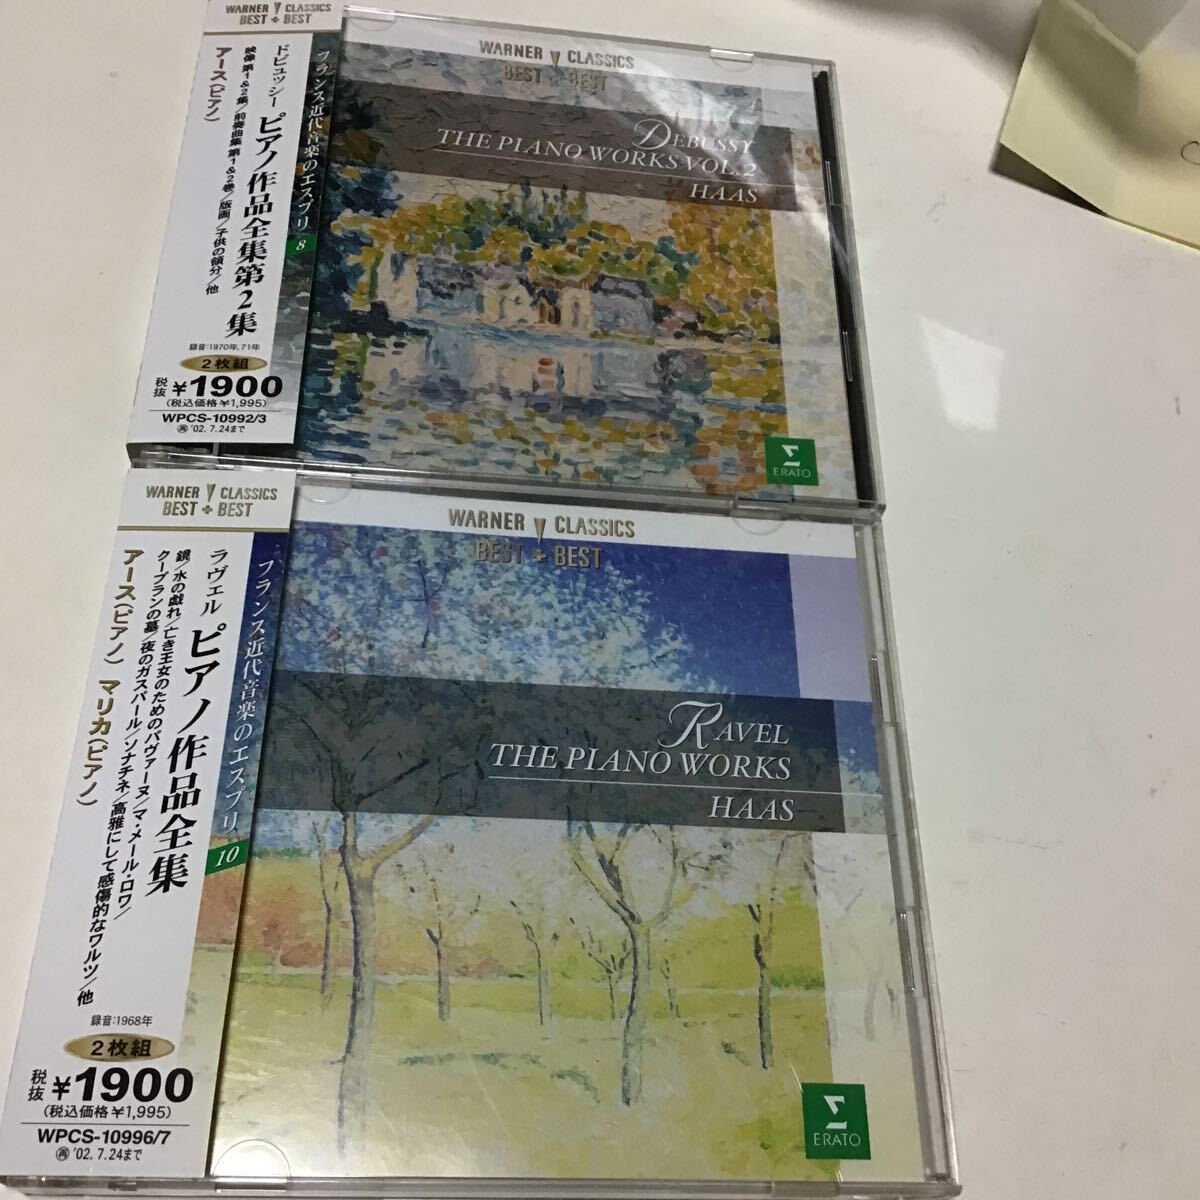 WARNER CLASSICS
BEST + BEST
ドビュッシー ピアノ作品全集第2集
映像第1&2集/前奏曲集第1&2巻/版画/子供の領分/他
アース(ピアノ)
録音:1970年,71年
2枚組
税抜 ¥1900
(税込価格¥1,995)
WPCS-10992/3
再 '02.7.24まで
フランス近代音楽のエスプリ 8
WARNER CLASSICS
BEST + BEST
DEBUSSY
THE PIANO WORKS VOL.2
HAAS
ERATO
WARNER CLASSICS
BEST + BEST
ラヴェル ピアノ作品全集
鏡/水の戯れ/亡き王女のためのパヴァーヌ/マ・メール・ロワ/
クープランの墓/夜のガスパール/ソナチネ/高雅にして感傷的なワルツ/他
アース(ピアノ) マリカ(ピアノ)
録音:1968年
2枚組
税抜 ¥1900
(税込価格¥1,995)
WPCS-10996/7
再 '02.7.24まで
フランス近代音楽のエスプリ 10
WARNER CLASSICS
BEST + BEST
RAVEL
THE PIANO WORKS
HAAS
ERATO